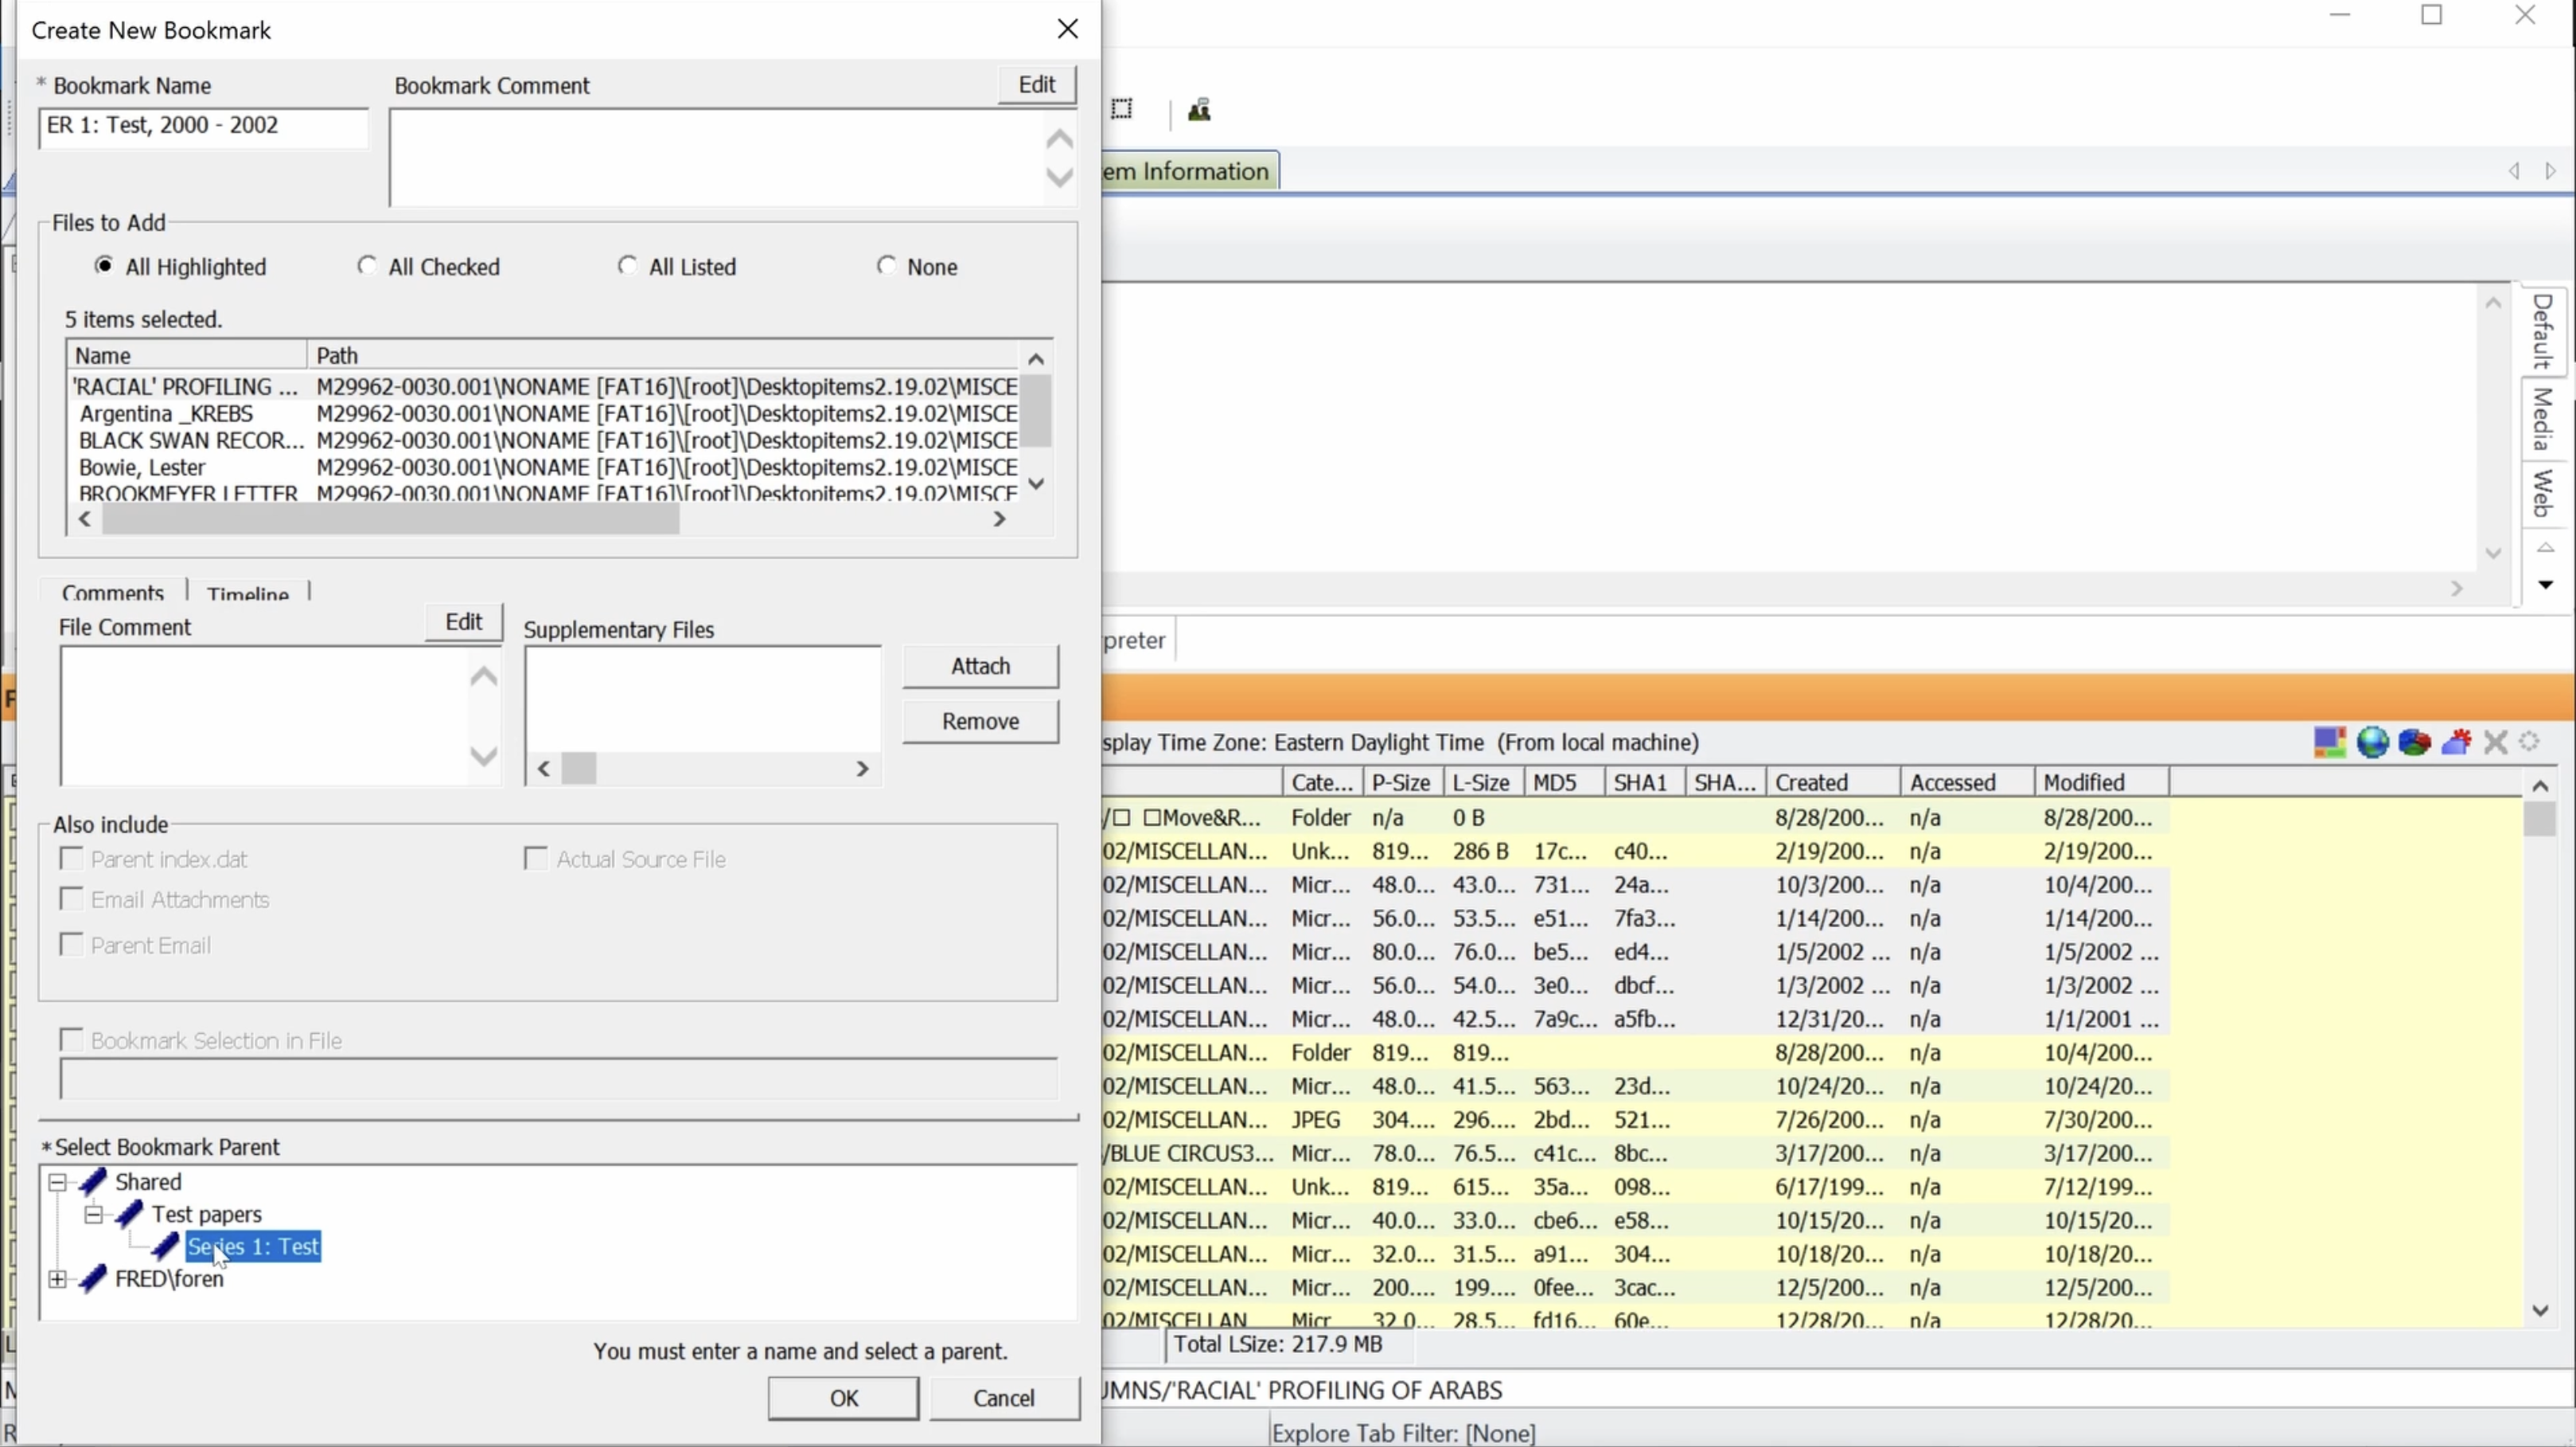 Create New Bookmark
* Bookmark Name
Bookmark Comment
Edit
ER 1: Test, 2000 - 2002
Files to Add
All Highlighted
All Checked
All Listed
None
5 items selected.
Name Path
'RACIAL' PROFILING ... M29962-0030.001\NONAME [FAT16]\[root]\Desktopitems2.19.02\MISCE
Argentina _KREBS M29962-0030.001\NONAME [FAT16]\[root]\Desktopitems2.19.02\MISCE
BLACK SWAN RECOR... M29962-0030.001\NONAME [FAT16]\[root]\Desktopitems2.19.02\MISCE
Bowie, Lester M29962-0030.001\NONAME [FAT16]\[root]\Desktopitems2.19.02\MISCE
BROOKMEYER LETTER M29962-0030.001\NONAME [FAT16]\[root]\Desktopitems2.19.02\MISCE
Comments Timeline
File Comment
Edit
Supplementary Files
Attach
Remove
Also include
Parent index.dat
Actual Source File
Email Attachments
Parent Email
Bookmark Selection in File
*Select Bookmark Parent
Shared
Test papers
Series 1: Test
FRED\foren
You must enter a name and select a parent.
OK
Cancel
em Information
Default
Media
Web
rpreter
splay Time Zone: Eastern Daylight Time (From local machine)
Cate... P-Size L-Size MD5 SHA1 SHA... Created Accessed Modified
Move&R... Folder n/a 0 B 8/28/200... n/a 8/28/200...
02/MISCELLAN... Unk... 819... 286 B 17c... c40... 2/19/200... n/a 2/19/200...
02/MISCELLAN... Micr... 48.0... 43.0... 731... 24a... 10/3/200... n/a 10/4/200...
02/MISCELLAN... Micr... 56.0... 53.5... e51... 7fa3... 1/14/200... n/a 1/14/200...
02/MISCELLAN... Micr... 80.0... 76.0... be5... ed4... 1/5/2002 ... n/a 1/5/2002 ...
02/MISCELLAN... Micr... 56.0... 54.0... 3e0... dbcf... 1/3/2002 ... n/a 1/3/2002 ...
02/MISCELLAN... Micr... 48.0... 42.5... 7a9c... a5fb... 12/31/20... n/a 1/1/2001 ...
02/MISCELLAN... Folder 819... 819... 8/28/200... n/a 10/4/200...
02/MISCELLAN... Micr... 48.0... 41.5... 563... 23d... 10/24/20... n/a 10/24/20...
02/MISCELLAN... JPEG 304.... 296.... 2bd... 521... 7/26/200... n/a 7/30/200...
/BLUE CIRCUS3... Micr... 78.0... 76.5... c41c... 8bc... 3/17/200... n/a 3/17/200...
02/MISCELLAN... Unk... 819... 615... 35a... 098... 6/17/199... n/a 7/12/199...
02/MISCELLAN... Micr... 40.0... 33.0... cbe6... e58... 10/15/20... n/a 10/15/20...
02/MISCELLAN... Micr... 32.0... 31.5... a91... 304... 10/18/20... n/a 10/18/20...
02/MISCELLAN... Micr... 200.... 199.... 0fee... 3cac... 12/5/200... n/a 12/5/200...
02/MISCELLAN... Micr... 32.0... 28.5... fd16... 60e... 12/28/20... n/a 12/28/20...
Total LSize: 217.9 MB
UMNS/'RACIAL' PROFILING OF ARABS
Explore Tab Filter: [None]